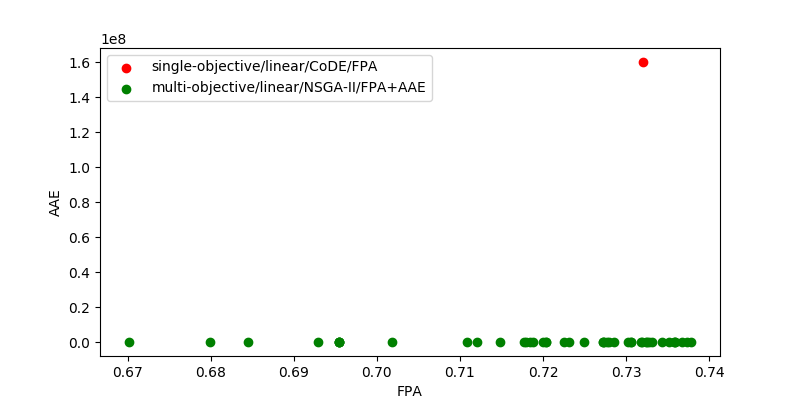 1e8
single-objective/linear/CoDE/FPA
multi-objective/linear/NSGA-II/FPA+AAE
1.6
1.4
1.2
1.0
0.8
0.6
0.4
0.2
0.0
AAE
0.67 0.68 0.69 0.70 0.71 0.72 0.73 0.74
FPA